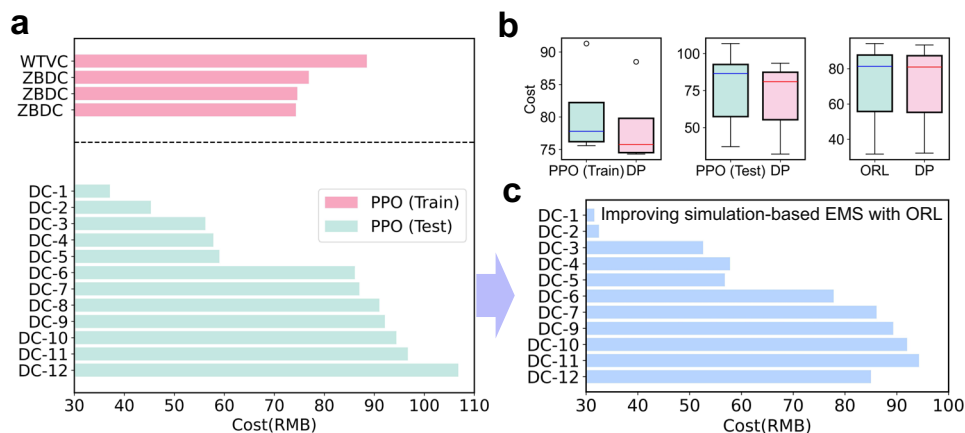 a
WTVC
ZBDC
ZBDC
ZBDC
DC-1
DC-2
DC-3
DC-4
DC-5
DC-6
DC-7
DC-8
DC-9
DC-10
DC-11
DC-12
PPO (Train)
PPO (Test)
30 40 50 60 70 80 90 100 110
Cost(RMB)
b
Cost
90
85
80
75
PPO (Train) DP
100
75
50
PPO (Test) DP
80
60
40
ORL DP
c
Improving simulation-based EMS with ORL
DC-1
DC-2
DC-3
DC-4
DC-5
DC-6
DC-7
DC-9
DC-10
DC-11
DC-12
30 40 50 60 70 80 90 100
Cost(RMB)